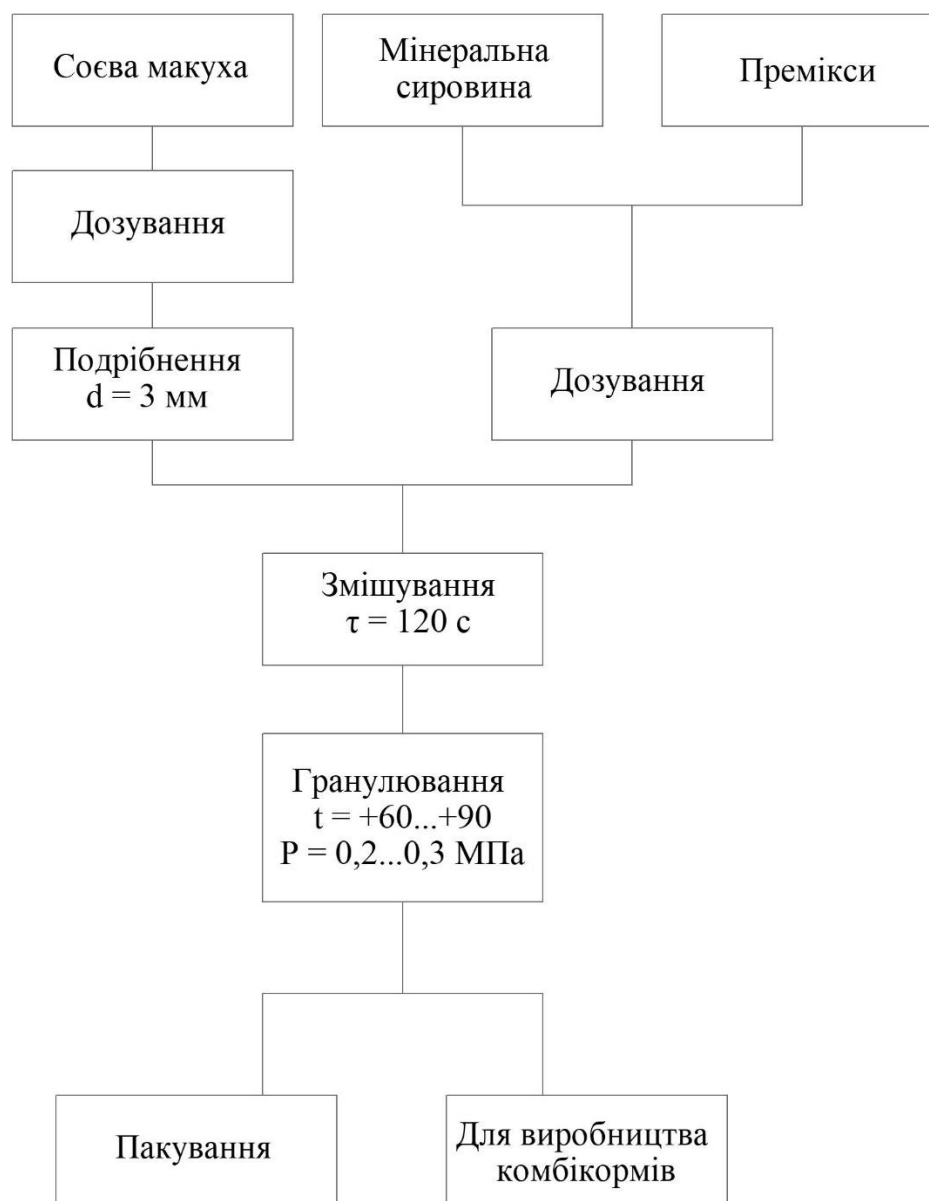 Соєва макуха
Мінеральна
сировина
Премікси
Дозування
Подрібнення
d = 3 мм
Дозування
Змішування
τ = 120 с
Гранулювання
t = +60...+90
Р = 0,2...0,3 МПа
Пакування
Для виробництва
комбікормів